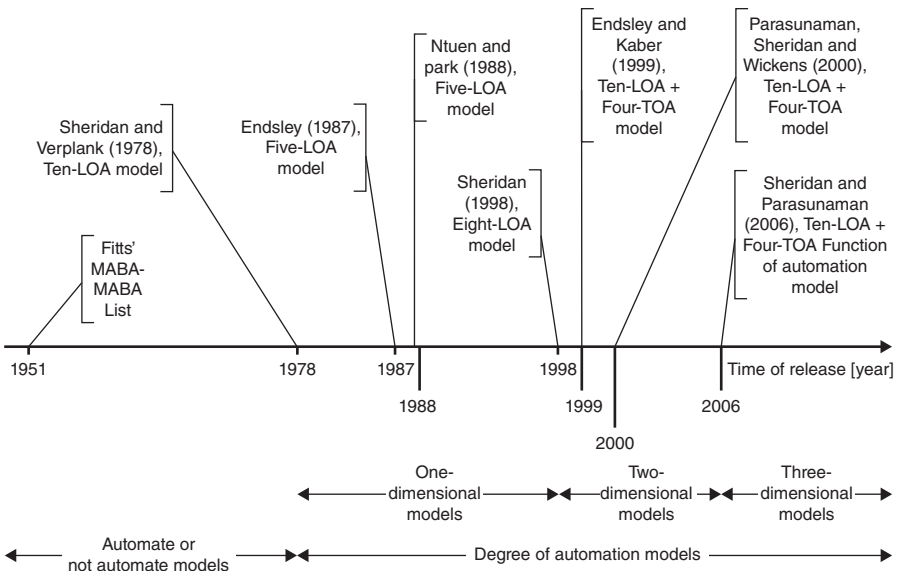 Fitts'
MABA-
MABA
List
Sheridan and
Verplank (1978),
Ten-LOA model
Endsley (1987),
Five-LOA
model
Ntuen and
park (1988),
Five-LOA
model
Sheridan
(1998),
Eight-LOA
model
Endsley and
Kaber
(1999),
Ten-LOA +
Four-TOA
model
Parasunaman,
Sheridan and
Wickens (2000),
Ten-LOA +
Four-TOA
model
Sheridan and
Parasunaman
(2006), Ten-LOA +
Four-TOA Function
of automation
model
1951
1978
1987
1998
Time of release [year]
1988
1999
2006
2000
One-
dimensional
models
Two-
dimensional
models
Three-
dimensional
models
Automate or
not automate models
Degree of automation models